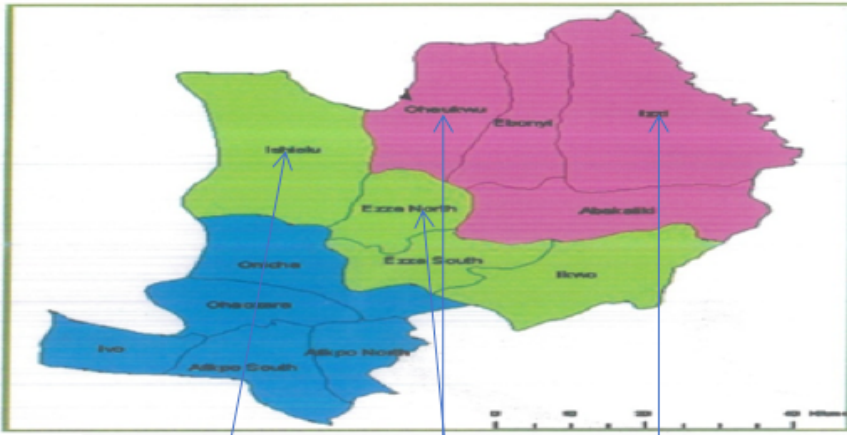 Ohaukwu
Ebonyi
Izzi
Ishielu
Ezza North
Abakaliki
Ezza South
Ikwo
Onicha
Ohaozara
Ivo
Afikpo North
Afikpo South